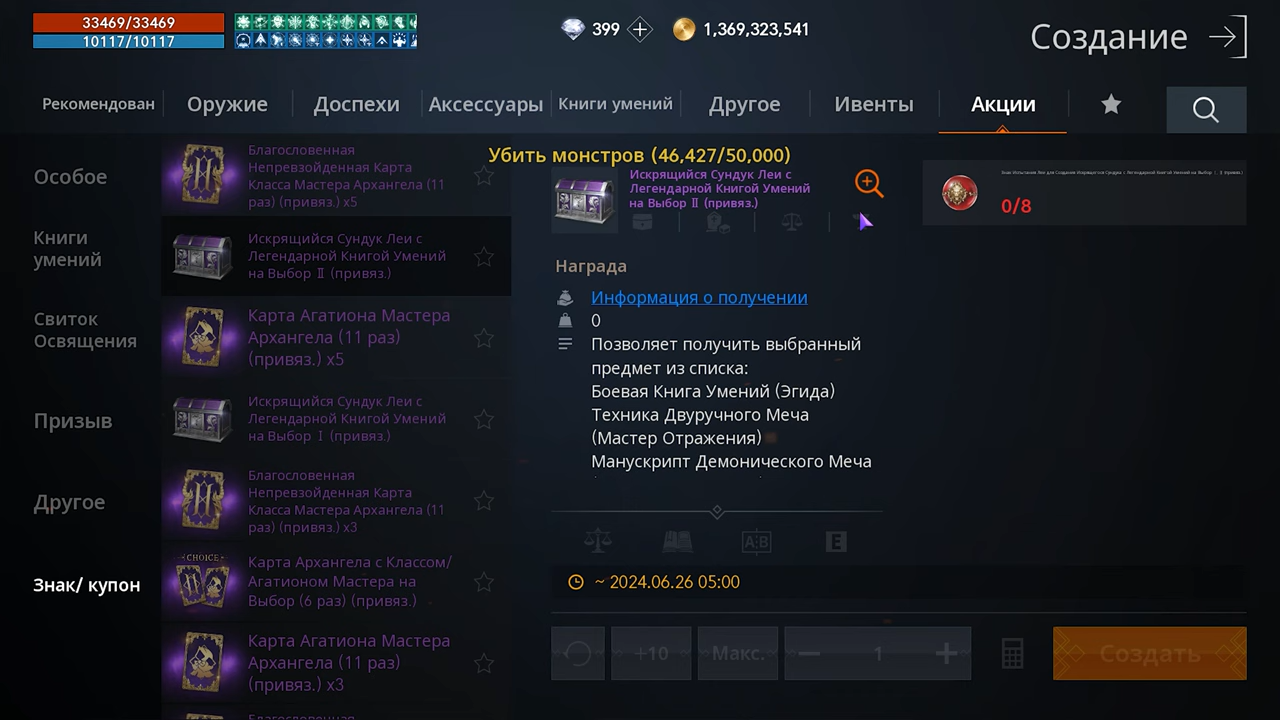 33469/33469
10117/10117
399
1,369,323,541
Создание
Рекомендован
Оружие
Доспехи
Аксессуары
Книги умений
Другое
Ивенты
Акции
Особое
Книги
умений
Свиток
Освящения
Призыв
Другое
Знак/ купон
Благословенная
Непревзойденная Карта
Класса Мастера Архангела (11
раз) (привяз.) x5
Искрящийся Сундук Леи с
Легендарной Книгой Умений
на Выбор Ⅱ (привяз.)
Карта Агатиона Мастера
Архангела (11 раз)
(привяз.) x5
Искрящийся Сундук Леи с
Легендарной Книгой Умений
на Выбор Ⅰ (привяз.)
Благословенная
Непревзойденная Карта
Класса Мастера Архангела (11
раз) (привяз.) x3
CHOICE
Карта Архангела с Классом/
Агатионом Мастера на
Выбор (6 раз) (привяз.)
Карта Агатиона Мастера
Архангела (11 раз)
(привяз.) x3
Благословенная
Убить монстров (46,427/50,000)
Искрящийся Сундук Леи с
Легендарной Книгой Умений
на Выбор Ⅱ (привяз.)
Награда
Информация о получении
0
Позволяет получить выбранный
предмет из списка:
Боевая Книга Умений (Эгида)
Техника Двуручного Меча
(Мастер Отражения)
Манускрипт Демонического Меча
A B
E
~ 2024.06.26 05:00
+10
Макс.
1
Создать
0/8